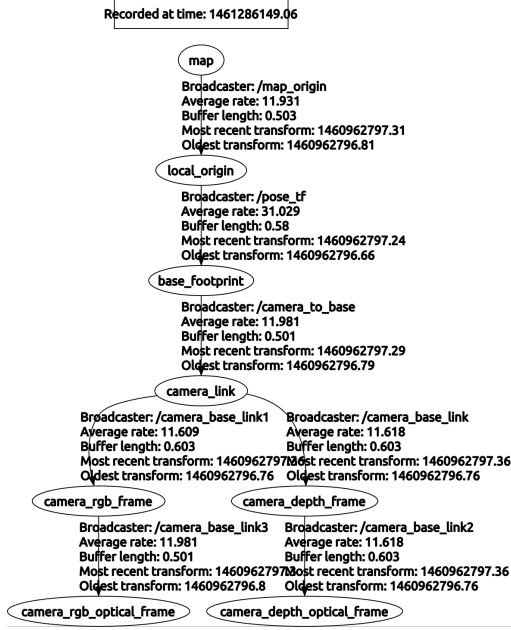 Recorded at time: 1461286149.06
map
Broadcaster: /map_origin
Average rate: 11.931
Buffer length: 0.503
Most recent transform: 1460962797.31
Oldest transform: 1460962796.81
local_origin
Broadcaster: /pose_tf
Average rate: 31.029
Buffer length: 0.58
Most recent transform: 1460962797.24
Oldest transform: 1460962796.66
base_footprint
Broadcaster: /camera_to_base
Average rate: 11.981
Buffer length: 0.501
Most recent transform: 1460962797.29
Oldest transform: 1460962796.79
camera_link
Broadcaster: /camera_base_link1
Average rate: 11.609
Buffer length: 0.603
Most recent transform:
Oldest transform: 1460962796.76
Broadcaster: /camera_base_link
Average rate: 11.618
Buffer length: 0.603
Most recent transform: 1460962797.36
Oldest transform: 1460962796.76
camera_rgb_frame
camera_depth_frame
Broadcaster: /camera_base_link3
Average rate: 11.981
Buffer length: 0.501
Most recent transform:
Oldest transform: 1460962796.8
Broadcaster: /camera_base_link2
Average rate: 11.618
Buffer length: 0.603
Most recent transform: 1460962797.36
Oldest transform: 1460962796.76
camera_rgb_optical_frame
camera_depth_optical_frame